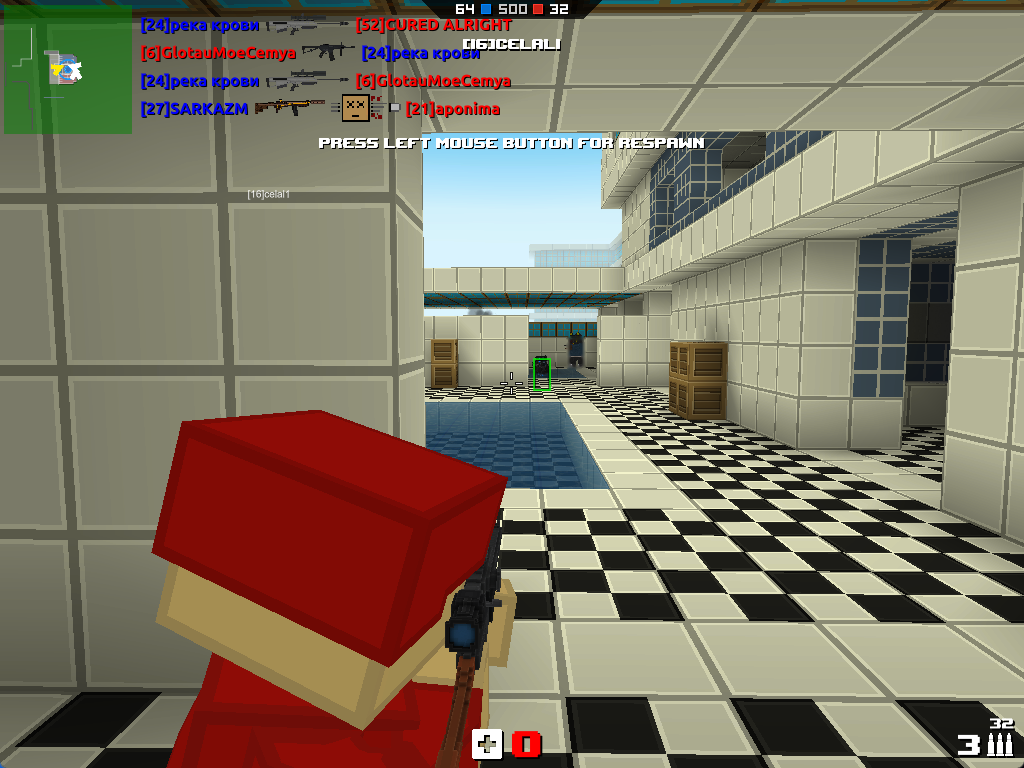 64 500 32
[24]река крови [52]CURED ALRIGHT
[16]CELAL1
[6]GlotauMoeCemya [24]река крови
[24]река крови [6]GlotauMoeCemya
[27]SARKAZM [21]aponima
PRESS LEFT MOUSE BUTTON FOR RESPAWN
[16]celal1
32
0 3